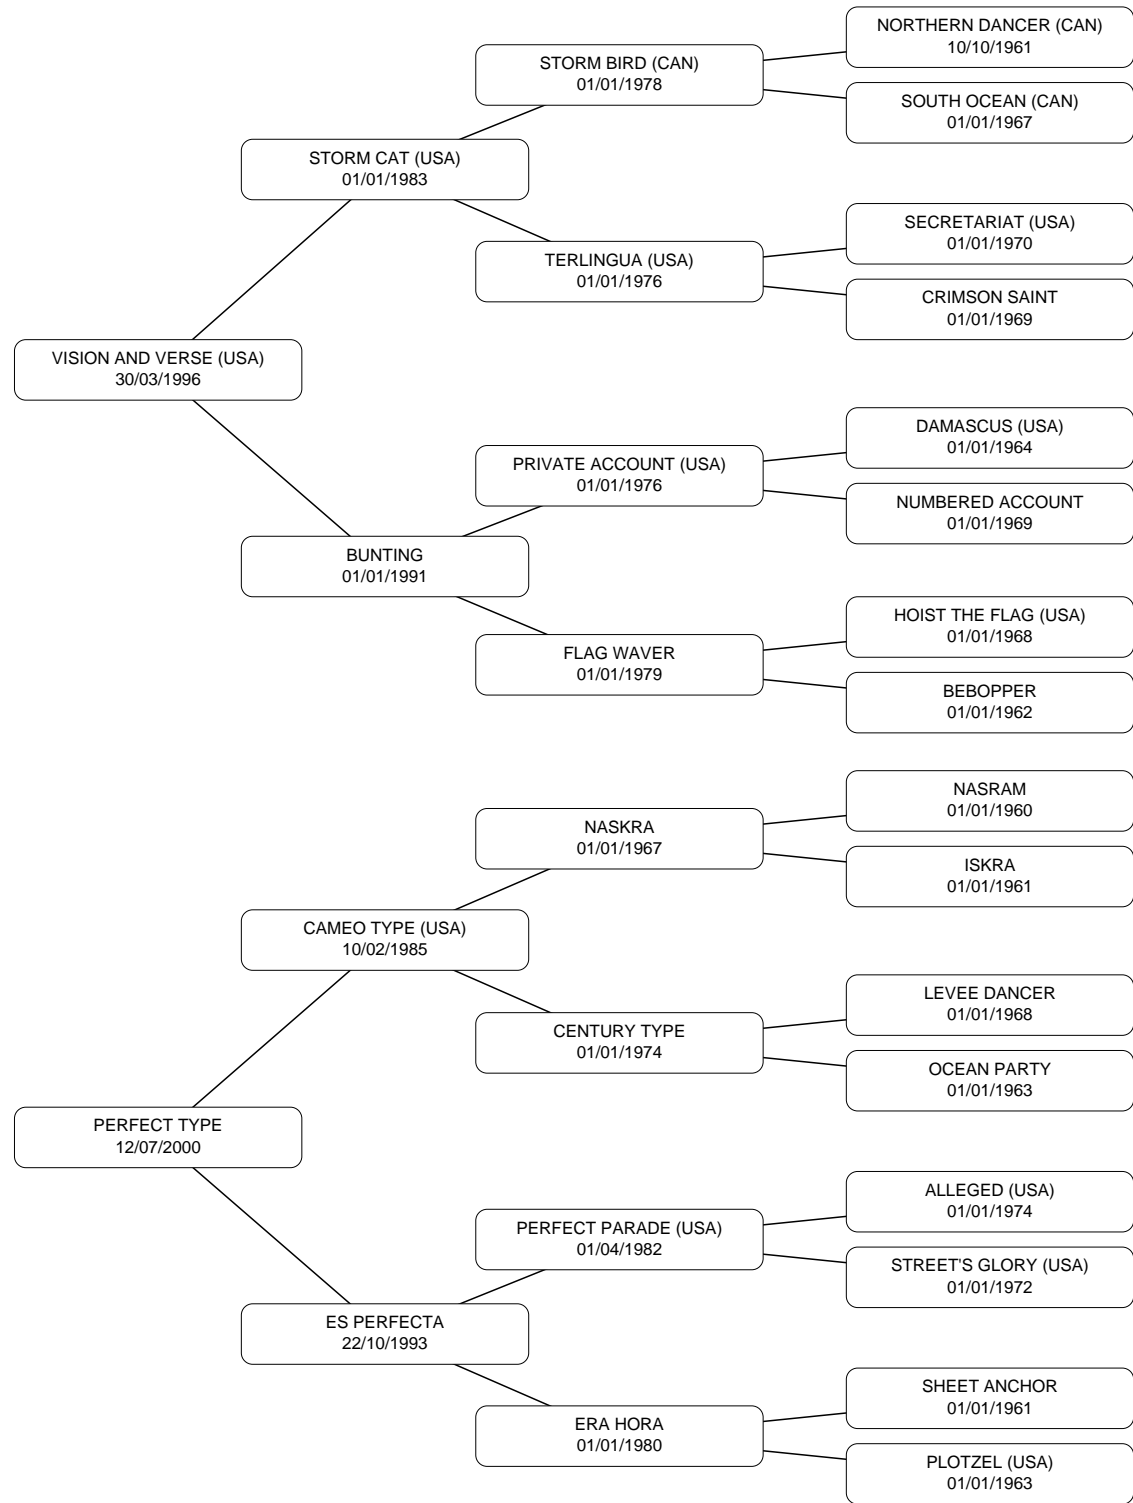 NORTHERN DANCER (CAN)
10/10/1961
STORM BIRD (CAN)
01/01/1978
SOUTH OCEAN (CAN)
01/01/1967
STORM CAT (USA)
01/01/1983
SECRETARIAT (USA)
01/01/1970
TERLINGUA (USA)
01/01/1976
CRIMSON SAINT
01/01/1969
VISION AND VERSE (USA)
30/03/1996
DAMASCUS (USA)
01/01/1964
PRIVATE ACCOUNT (USA)
01/01/1976
NUMBERED ACCOUNT
01/01/1969
BUNTING
01/01/1991
HOIST THE FLAG (USA)
01/01/1968
FLAG WAVER
01/01/1979
BEBOPPER
01/01/1962
NASRAM
01/01/1960
NASKRA
01/01/1967
ISKRA
01/01/1961
CAMEO TYPE (USA)
10/02/1985
LEVEE DANCER
01/01/1968
CENTURY TYPE
01/01/1974
OCEAN PARTY
01/01/1963
PERFECT TYPE
12/07/2000
ALLEGED (USA)
01/01/1974
PERFECT PARADE (USA)
01/04/1982
STREET'S GLORY (USA)
01/01/1972
ES PERFECTA
22/10/1993
SHEET ANCHOR
01/01/1961
ERA HORA
01/01/1980
PLOTZEL (USA)
01/01/1963